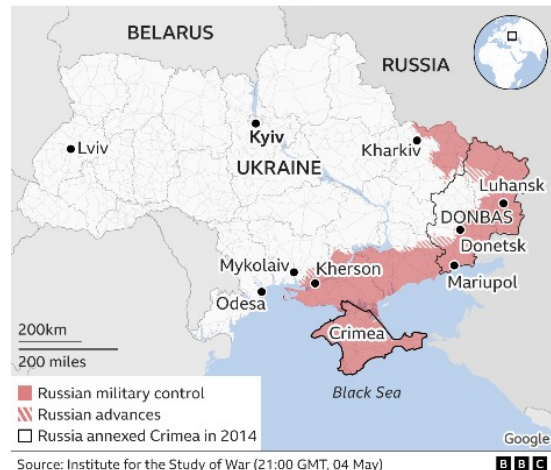 BELARUS
RUSSIA
Kyiv
Lviv
Kharkiv
UKRAINE
Luhansk
DONBAS
Donetsk
Mykolaiv
Kherson
Mariupol
Odesa
Crimea
200km
200 miles
Black Sea
Russian military control
Russian advances
Russia annexed Crimea in 2014
Google
Source: Institute for the Study of War (21:00 GMT, 04 May)
BBC